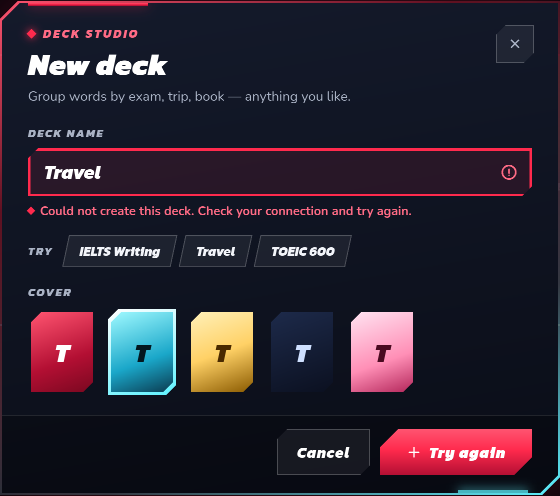 DECK STUDIO
New deck
Group words by exam, trip, book — anything you like.
DECK NAME
Travel
Could not create this deck. Check your connection and try again.
TRY IELTS Writing Travel TOEIC 600
COVER
T T T T T
Cancel + Try again